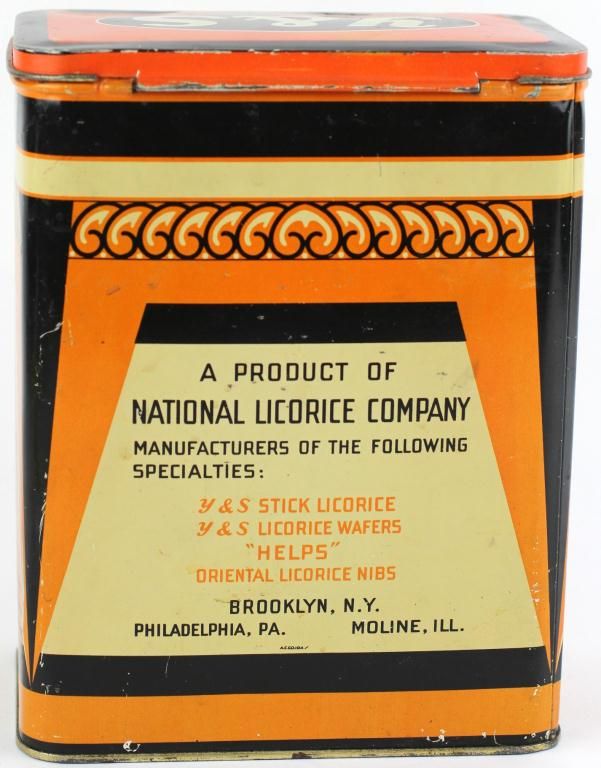 Y & S
A PRODUCT OF
NATIONAL LICORICE COMPANY
MANUFACTURERS OF THE FOLLOWING
SPECIALTIES:
Y & S STICK LICORICE
Y & S LICORICE WAFERS
"HELPS"
ORIENTAL LICORICE NIBS
BROOKLYN, N.Y.
PHILADELPHIA, PA. MOLINE, ILL.